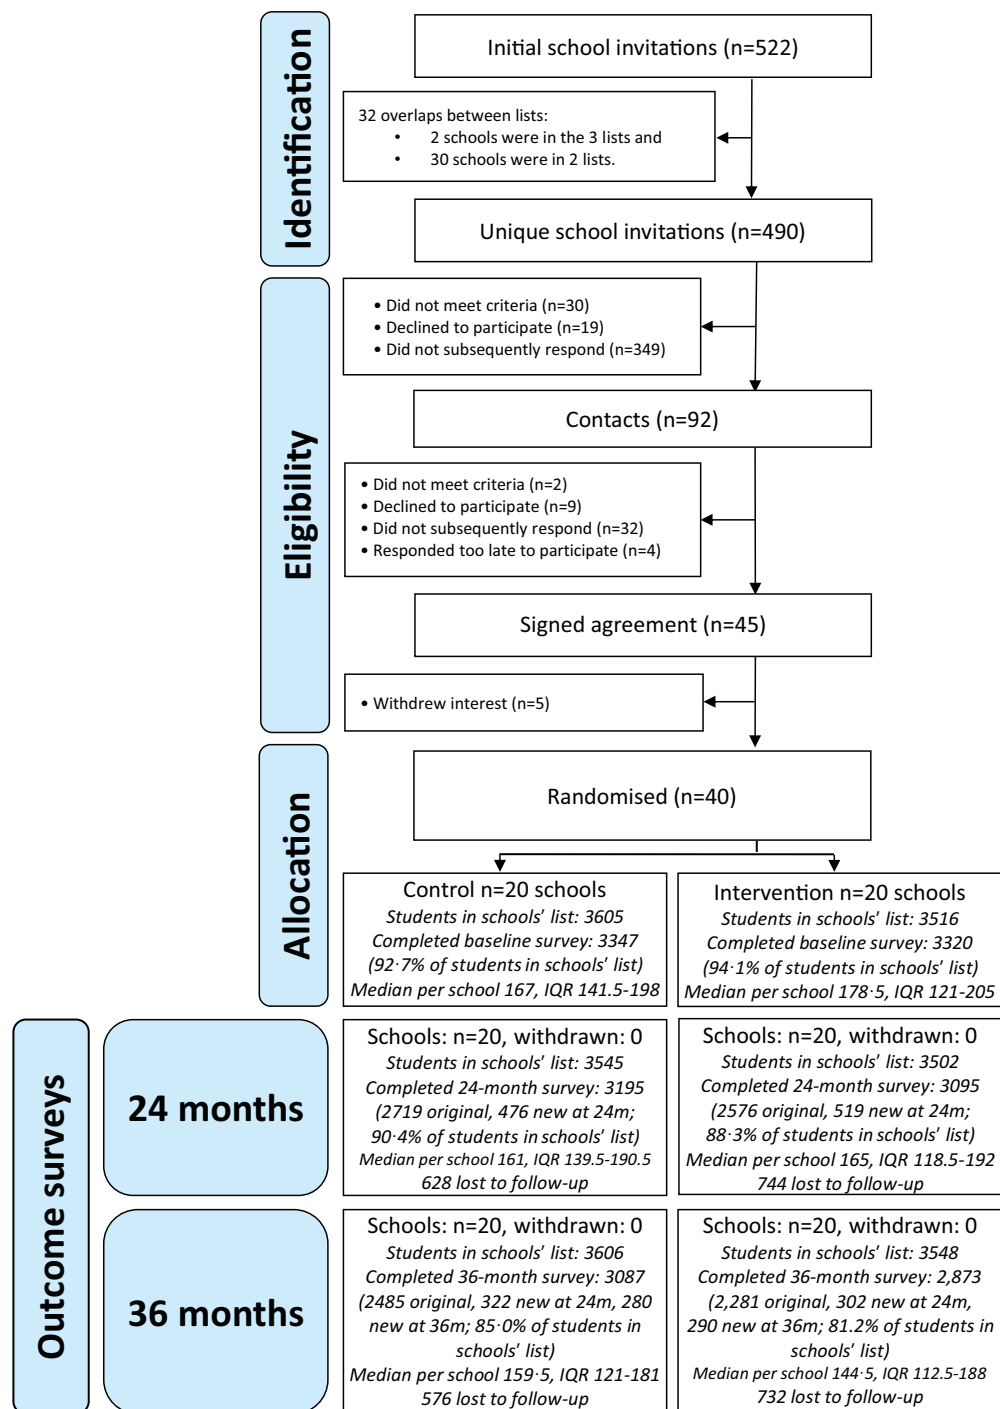 Identification
Initial school invitations (n=522)
32 overlaps between lists:
• 2 schools were in the 3 lists and
• 30 schools were in 2 lists.
Unique school invitations (n=490)
Eligibility
• Did not meet criteria (n=30)
• Declined to participate (n=19)
• Did not subsequently respond (n=349)
Contacts (n=92)
• Did not meet criteria (n=2)
• Declined to participate (n=9)
• Did not subsequently respond (n=32)
• Responded too late to participate (n=4)
Signed agreement (n=45)
• Withdrew interest (n=5)
Allocation
Randomised (n=40)
Control n=20 schools
Students in schools' list: 3605
Completed baseline survey: 3347
(92·7% of students in schools' list)
Median per school 167, IQR 141.5-198
Intervention n=20 schools
Students in schools' list: 3516
Completed baseline survey: 3320
(94·1% of students in schools' list)
Median per school 178·5, IQR 121-205
Outcome surveys
24 months
Schools: n=20, withdrawn: 0
Students in schools' list: 3545
Completed 24-month survey: 3195
(2719 original, 476 new at 24m;
90·4% of students in schools' list)
Median per school 161, IQR 139.5-190.5
628 lost to follow-up
Schools: n=20, withdrawn: 0
Students in schools' list: 3502
Completed 24-month survey: 3095
(2576 original, 519 new at 24m;
88·3% of students in schools' list)
Median per school 165, IQR 118.5-192
744 lost to follow-up
36 months
Schools: n=20, withdrawn: 0
Students in schools' list: 3606
Completed 36-month survey: 3087
(2485 original, 322 new at 24m, 280
new at 36m; 85·0% of students in
schools' list)
Median per school 159·5, IQR 121-181
576 lost to follow-up
Schools: n=20, withdrawn: 0
Students in schools' list: 3548
Completed 36-month survey: 2,873
(2,281 original, 302 new at 24m,
290 new at 36m; 81.2% of students in
schools' list)
Median per school 144·5, IQR 112.5-188
732 lost to follow-up